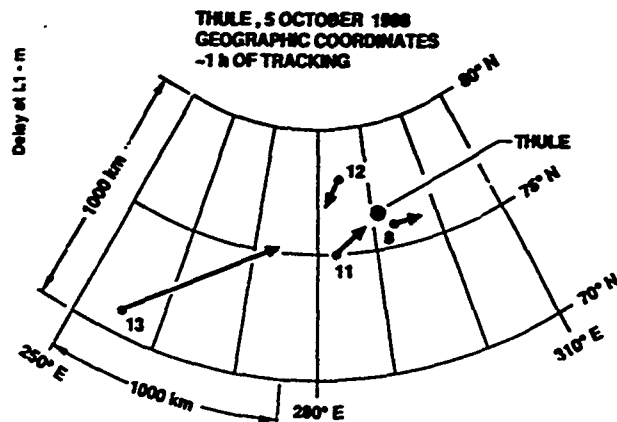 THULE, 5 OCTOBER 1988
GEOGRAPHIC COORDINATES
~1 h OF TRACKING
Delay at L1 - m
80° N
1000 km
12
THULE
75° N
8
11
13
70° N
250° E
310° E
1000 km
280° E